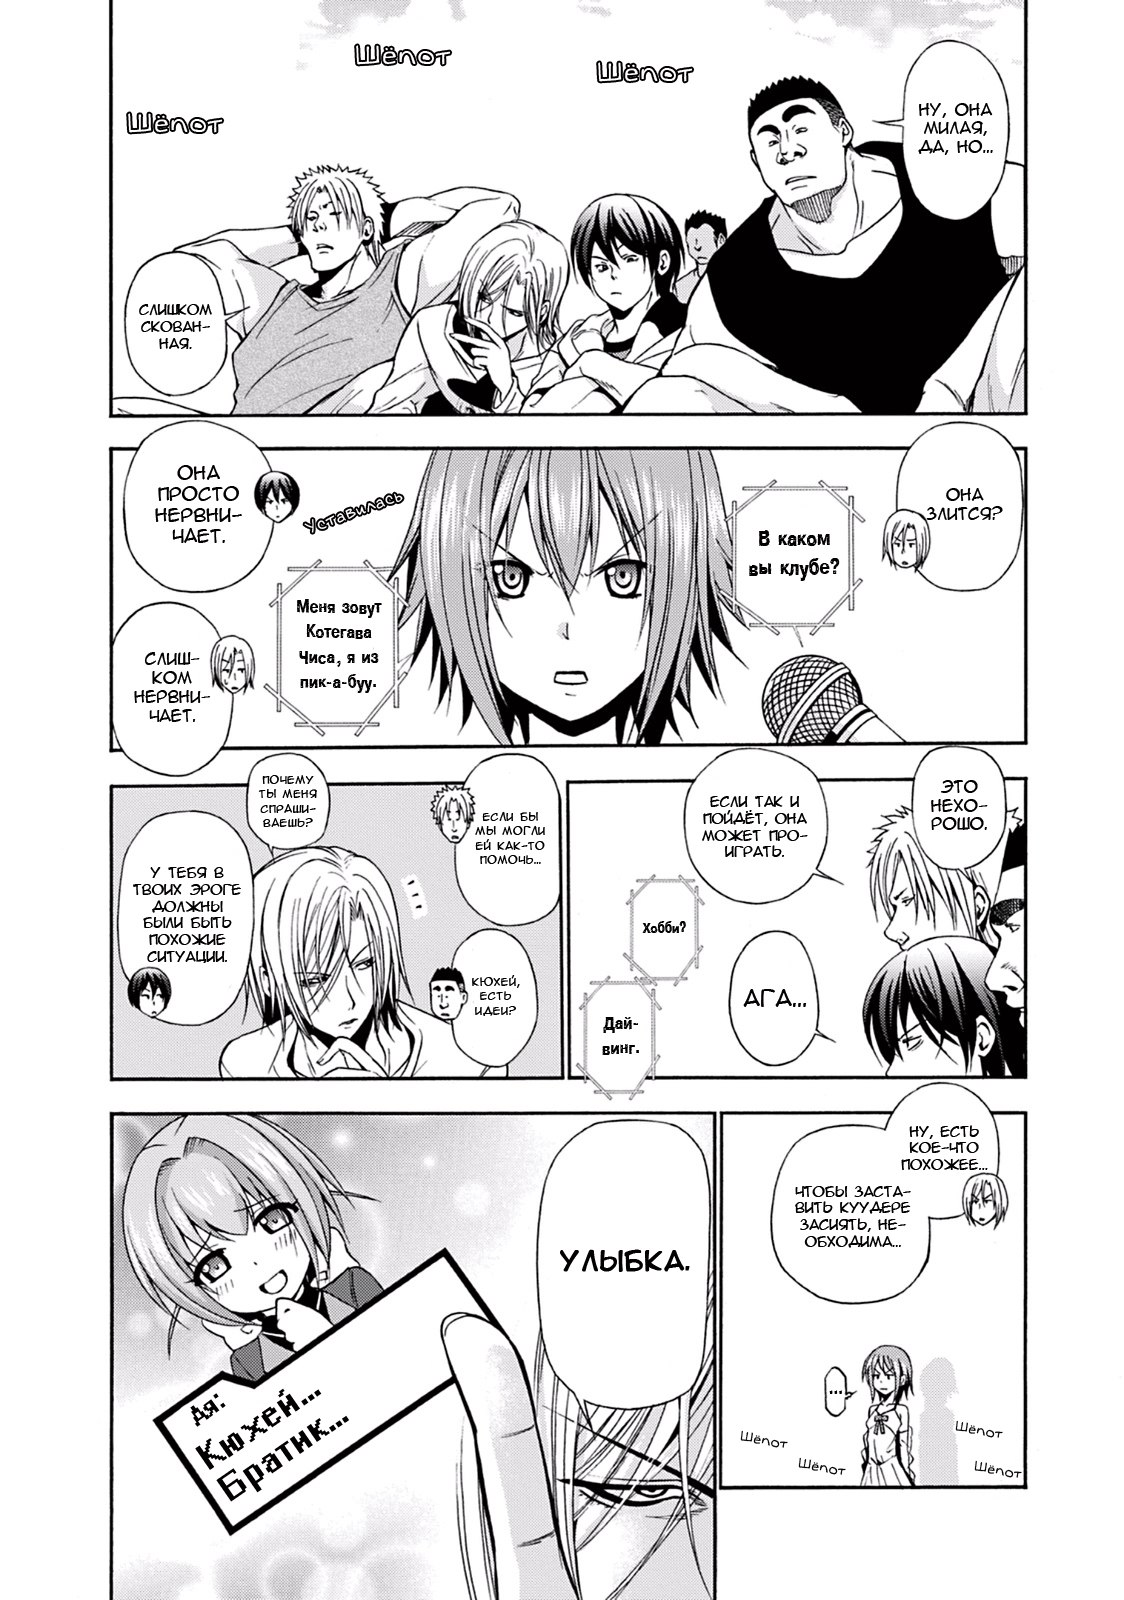 Ну, она
милая,
да, но...
Шёпот
Шёпот
Шёпот
Слишком
скован-
ная.
Она
злится?
В каком
вы клубе?
Уставилась
Она
просто
нервни-
чает.
Меня зовут
Котегава
Чиса, я из
пик-а-буу.
Слиш-
ком
нервни-
чает.
Это
нехо-
рошо.
Если так и
пойдёт, она
может про-
играть.
Хобби?
Ага...
Дай-
винг.
Если бы
мы могли
ей как-то
помочь...
Кюхей,
есть
идеи?
Почему
ты меня
спраши-
ваешь?
У тебя в
твоих эроге
должны
были быть
похожие
ситуации.
Ну, есть
кое-что
похожее...
Чтобы заста-
вить куудере
засиять, не-
обходима...
...
Шёпот
Шёпот
Шёпот
Шёпот
Улыбка.
Ая:
Кюхей...
Братик...